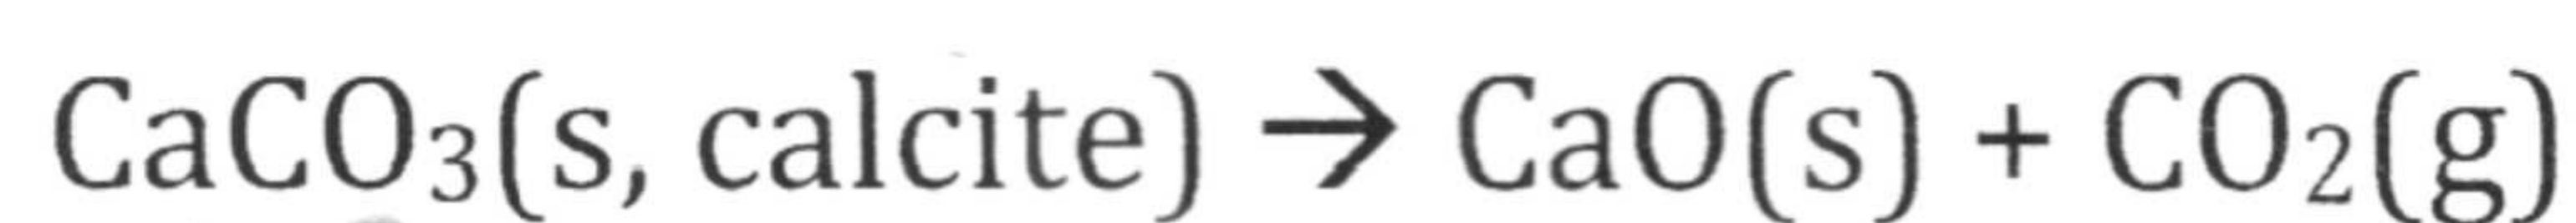 CaCO₃(s, calcite) → CaO(s) + CO₂(g)